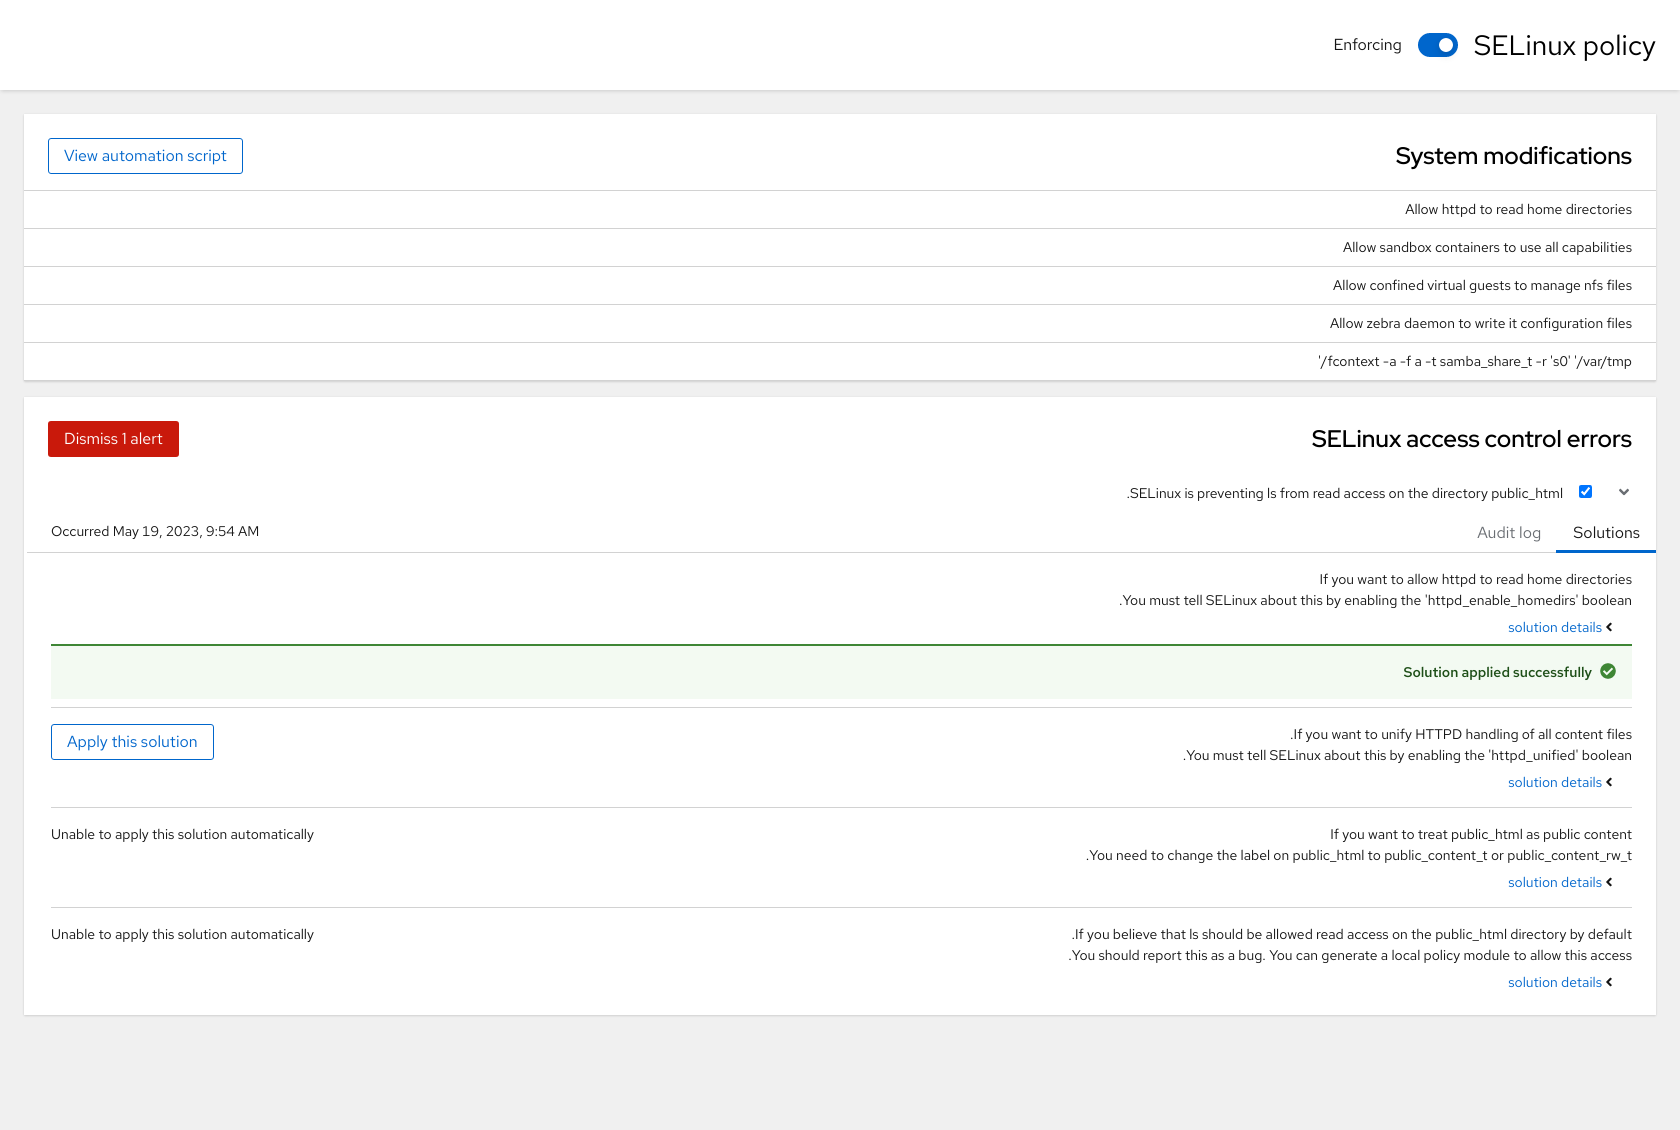 SELinux policy
Enforcing
System modifications
View automation script
Allow httpd to read home directories
Allow sandbox containers to use all capabilities
Allow confined virtual guests to manage nfs files
Allow zebra daemon to write it configuration files
'/fcontext -a -f a -t samba_share_t -r 's0' '/var/tmp
SELinux access control errors
Dismiss 1 alert
.SELinux is preventing ls from read access on the directory public_html
Solutions
Audit log
Occurred May 19, 2023, 9:54 AM
If you want to allow httpd to read home directories
.You must tell SELinux about this by enabling the 'httpd_enable_homedirs' boolean
solution details
Solution applied successfully
.If you want to unify HTTPD handling of all content files
.You must tell SELinux about this by enabling the 'httpd_unified' boolean
solution details
Apply this solution
If you want to treat public_html as public content
.You need to change the label on public_html to public_content_t or public_content_rw_t
solution details
Unable to apply this solution automatically
.If you believe that ls should be allowed read access on the public_html directory by default
.You should report this as a bug. You can generate a local policy module to allow this access
solution details
Unable to apply this solution automatically